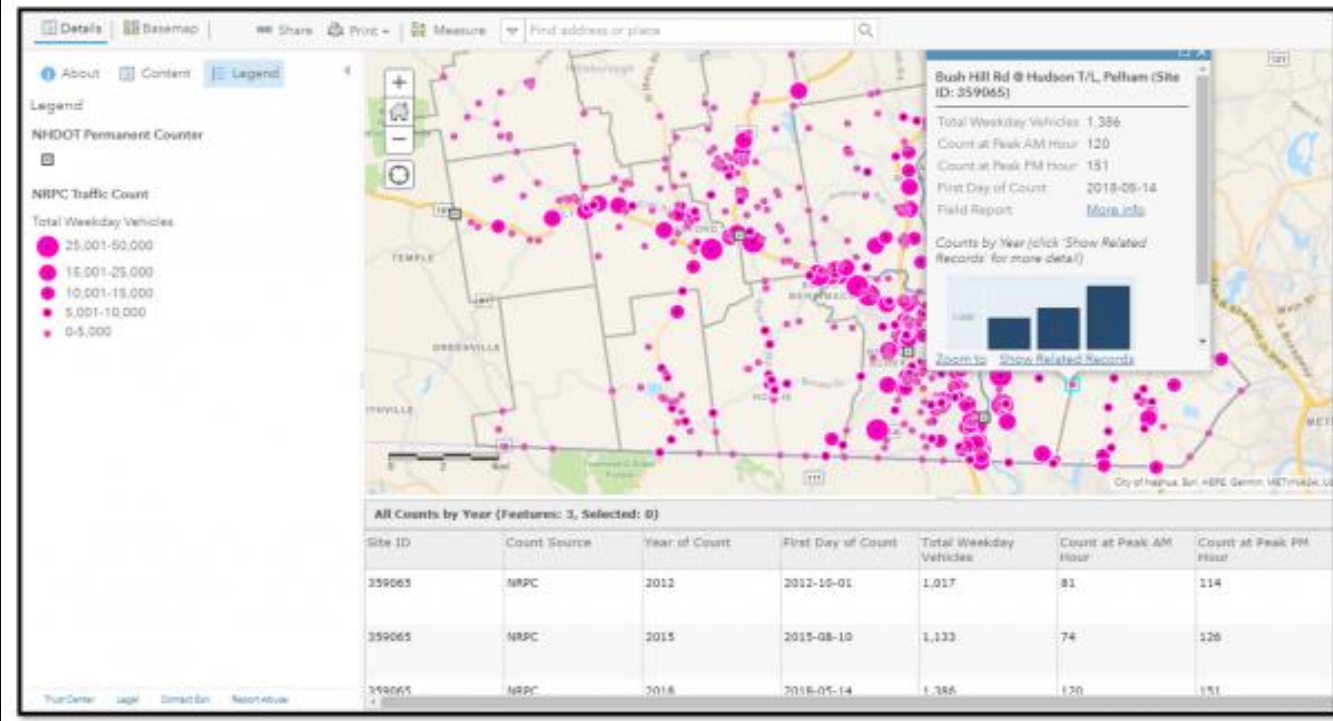 Details
Basemap
Share
Print
Measure
Find address or place
About
Content
Legend
Legend
NHDOT Permanent Counter
NRPC Traffic Count
Total Weekday Vehicles
25,001-50,000
15,001-25,000
10,001-15,000
5,001-10,000
0-5,000
Trust Center
Legal
Contact Esri
Report Abuse
TEMPLE
GREENVILLE
101
111
Bush Hill Rd @ Hudson T/L, Pelham (Site
ID: 359065)
Total Weekday Vehicles 1,386
Count at Peak AM Hour 120
Count at Peak PM Hour 151
First Day of Count 2018-05-14
Field Report More info
Counts by Year (click 'Show Related
Records' for more detail)
Zoom to Show Related Records
All Counts by Year (Features: 3, Selected: 0)
Site ID Count Source Year of Count First Day of Count Total Weekday Vehicles Count at Peak AM Hour Count at Peak PM Hour
359065 NRPC 2012 2012-10-01 1,017 81 114
359065 NRPC 2015 2015-08-10 1,133 74 126
359065 NRPC 2018 2018-05-14 1,386 120 151